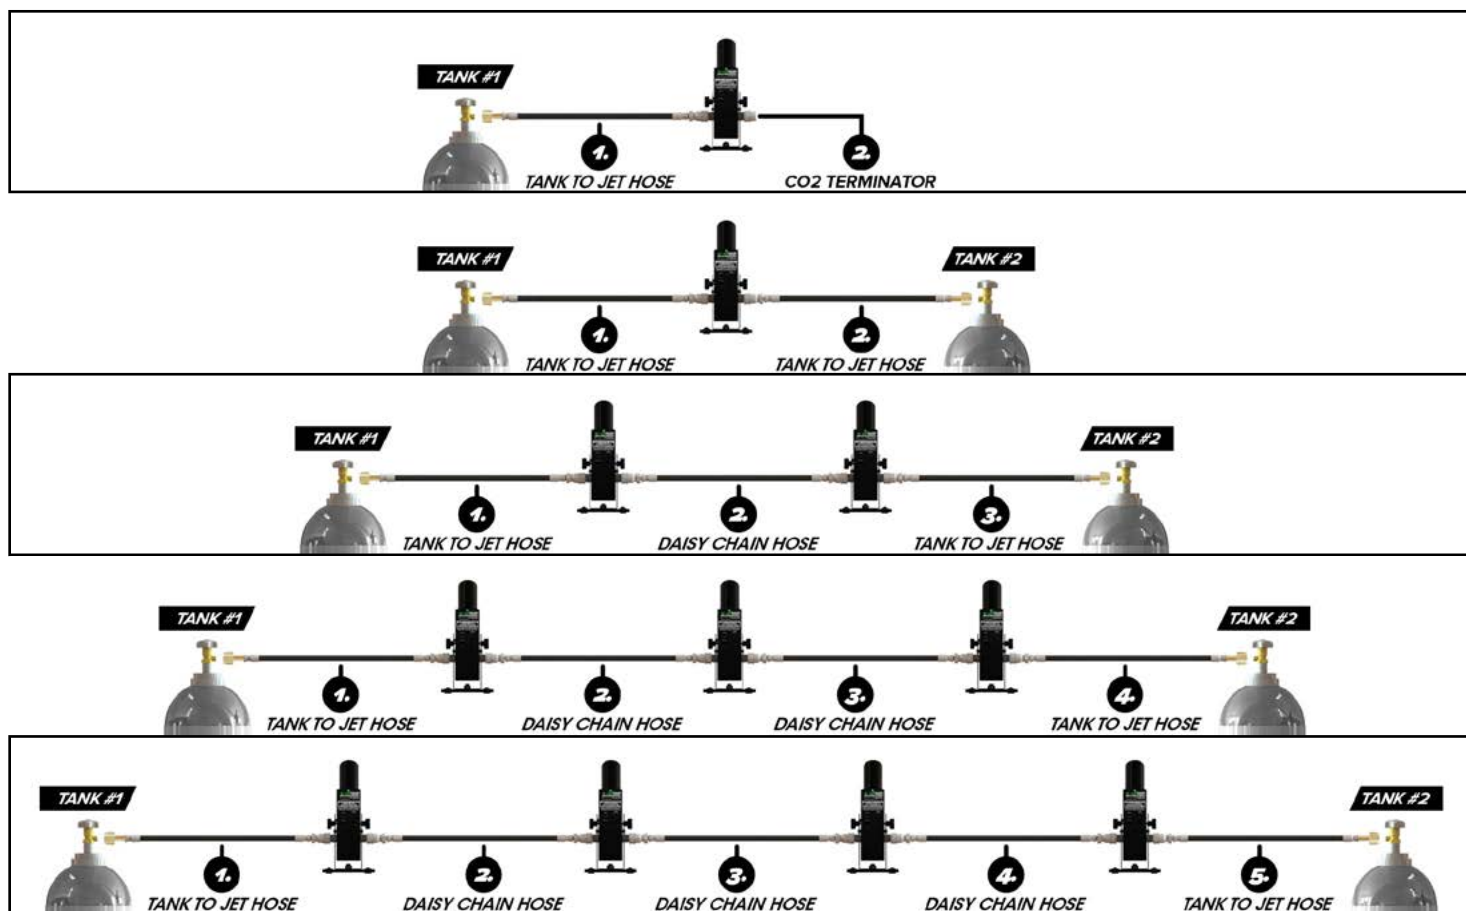 TANK #1
1.
2.
TANK TO JET HOSE
CO2 TERMINATOR
TANK #1
TANK #2
1.
2.
TANK TO JET HOSE
TANK TO JET HOSE
TANK #1
TANK #2
1.
2.
3.
TANK TO JET HOSE
DAISY CHAIN HOSE
TANK TO JET HOSE
TANK #1
TANK #2
1.
2.
3.
4.
TANK TO JET HOSE
DAISY CHAIN HOSE
DAISY CHAIN HOSE
TANK TO JET HOSE
TANK #1
TANK #2
1.
2.
3.
4.
5.
TANK TO JET HOSE
DAISY CHAIN HOSE
DAISY CHAIN HOSE
DAISY CHAIN HOSE
TANK TO JET HOSE